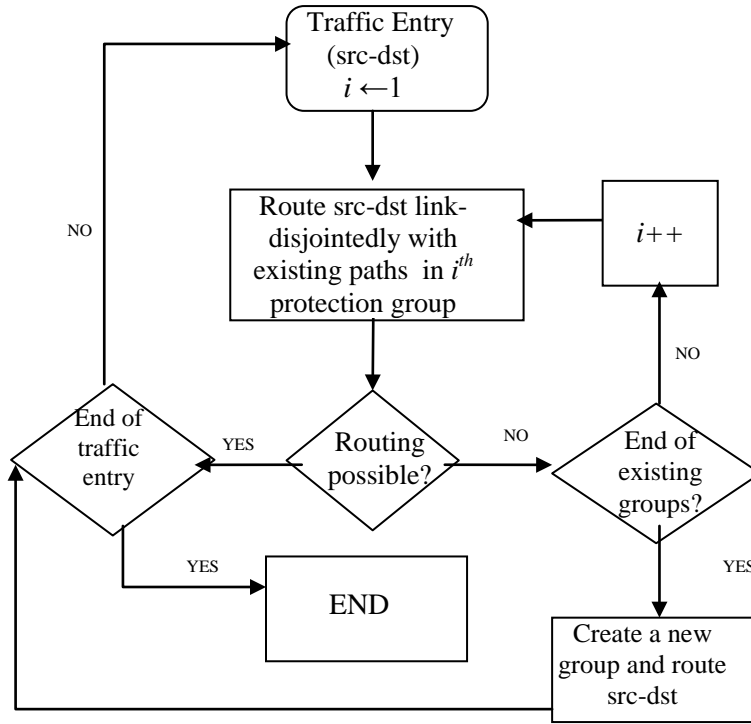 Traffic Entry
(src-dst)
i ←1
NO
Route src-dst link-
disjointedly with
existing paths in i^th
protection group
i++
NO
End of
traffic
entry
YES
Routing
possible?
NO
End of
existing
groups?
YES
END
YES
Create a new
group and route
src-dst